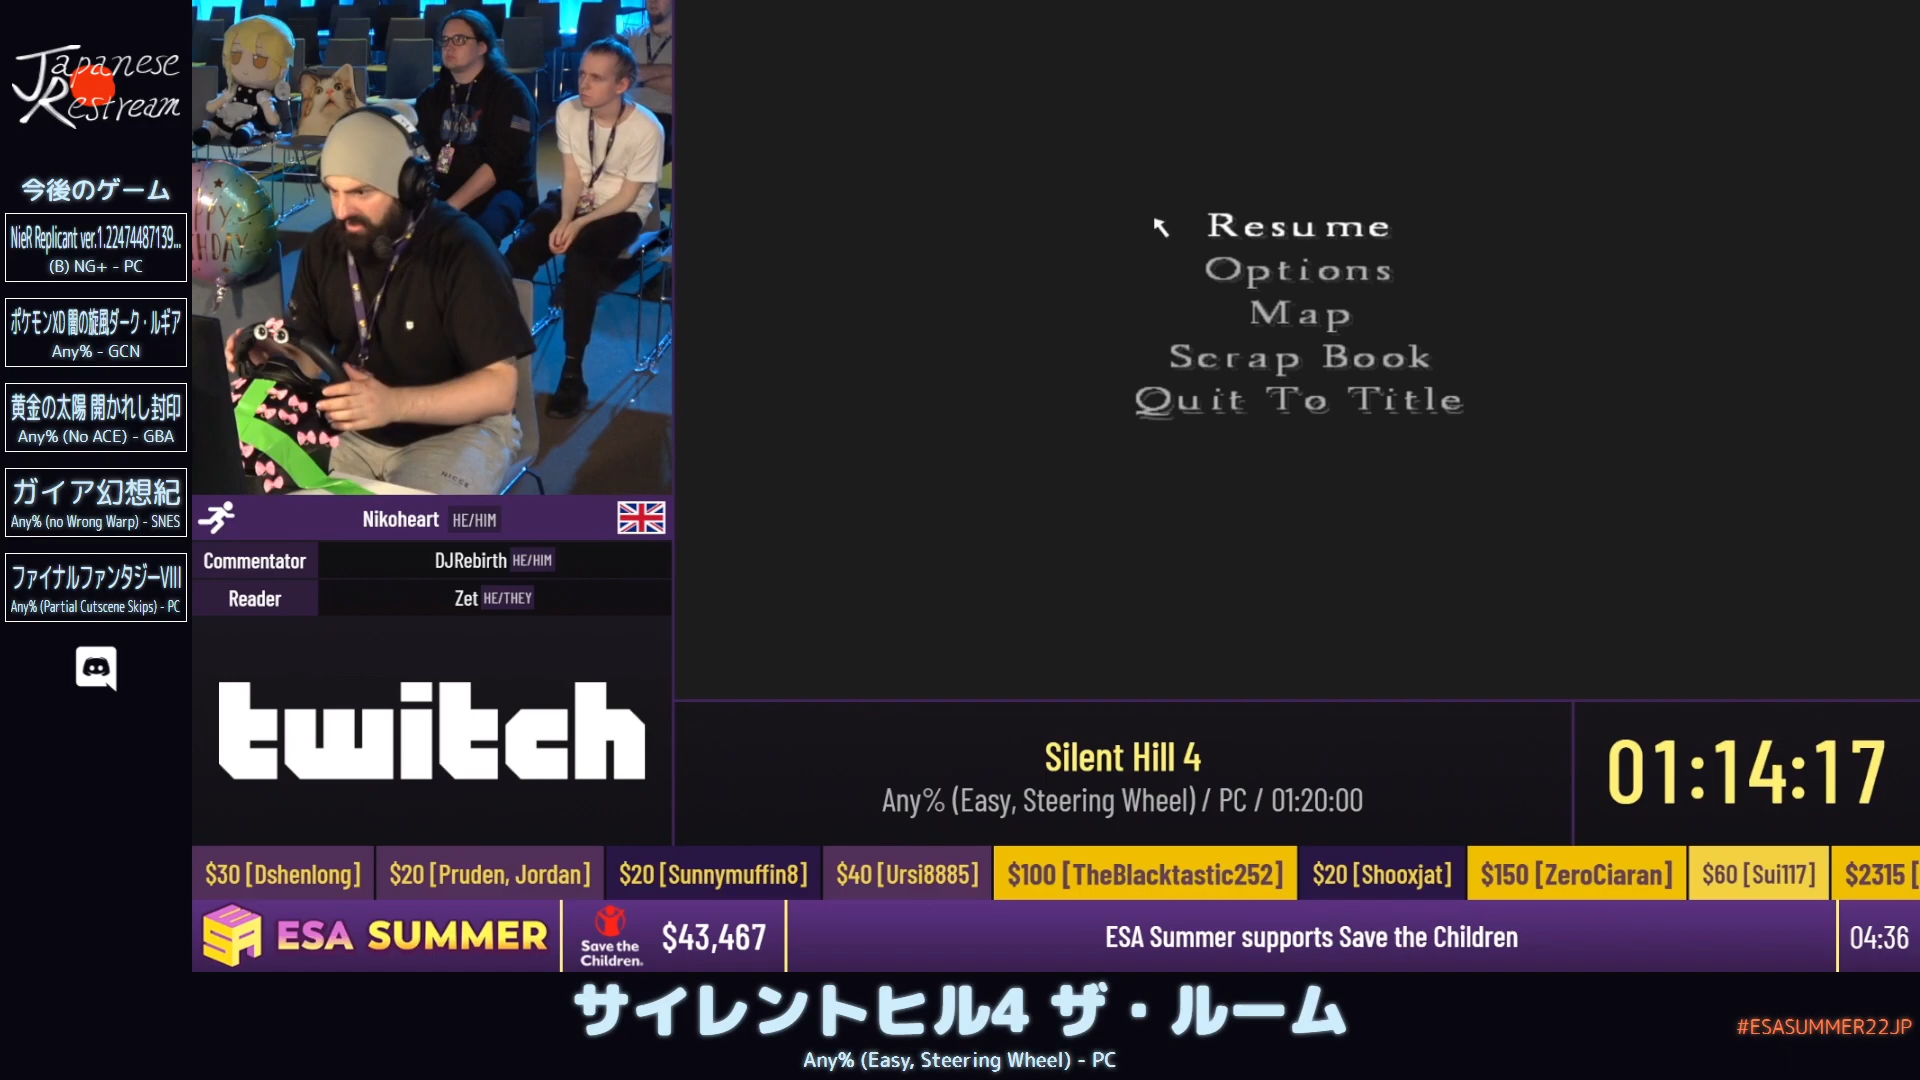 Japanese
Restream
今後のゲーム
NieR Replicant ver.1.22474487139...
(B) NG+ - PC
ポケモンXD 闇の旋風ダーク・ルギア
Any% - GCN
黄金の太陽 開かれし封印
Any% (No ACE) - GBA
ガイア幻想紀
Any% (no Wrong Warp) - SNES
ファイナルファンタジーVIII
Any% (Partial Cutscene Skips) - PC
NASA
NICCE
Resume
Options
Map
Scrap Book
Quit To Title
Nikoheart HE/HIM
Commentator DJRebirth HE/HIM
Reader Zet HE/THEY
twitch
Silent Hill 4
Any% (Easy, Steering Wheel) / PC / 01:20:00
01:14:17
$30 [Dshenlong] $20 [Pruden, Jordan] $20 [Sunnymuffin8] $40 [Ursi8885] $100 [TheBlacktastic252] $20 [Shooxjat] $150 [ZeroCiaran] $60 [Sui117] $2315 [
ESA SUMMER Save the Children. $43,467 ESA Summer supports Save the Children 04:36
サイレントヒル4 ザ・ルーム
Any% (Easy, Steering Wheel) - PC
#ESASUMMER22JP